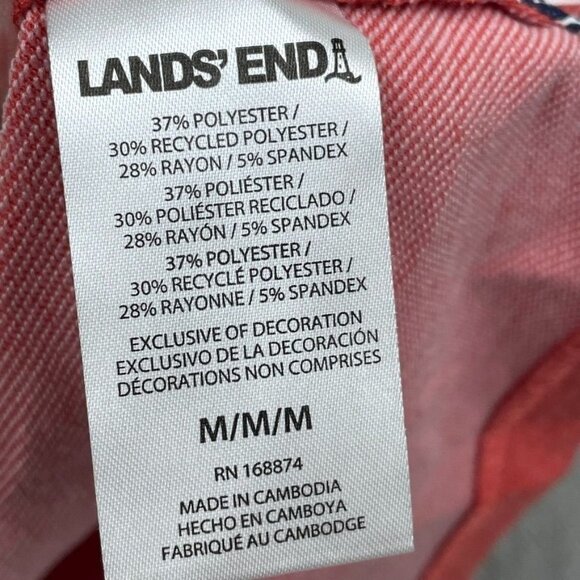 LANDS' END
37% POLYESTER /
30% RECYCLED POLYESTER /
28% RAYON / 5% SPANDEX
37% POLIÉSTER /
30% POLIÉSTER RECICLADO /
28% RAYÓN / 5% SPANDEX
37% POLYESTER /
30% RECYCLÉ POLYESTER /
28% RAYONNE / 5% SPANDEX
EXCLUSIVE OF DECORATION
EXCLUSIVO DE LA DECORACIÓN
DÉCORATIONS NON COMPRISES
M/M/M
RN 168874
MADE IN CAMBODIA
HECHO EN CAMBOYA
FABRIQUÉ AU CAMBODGE